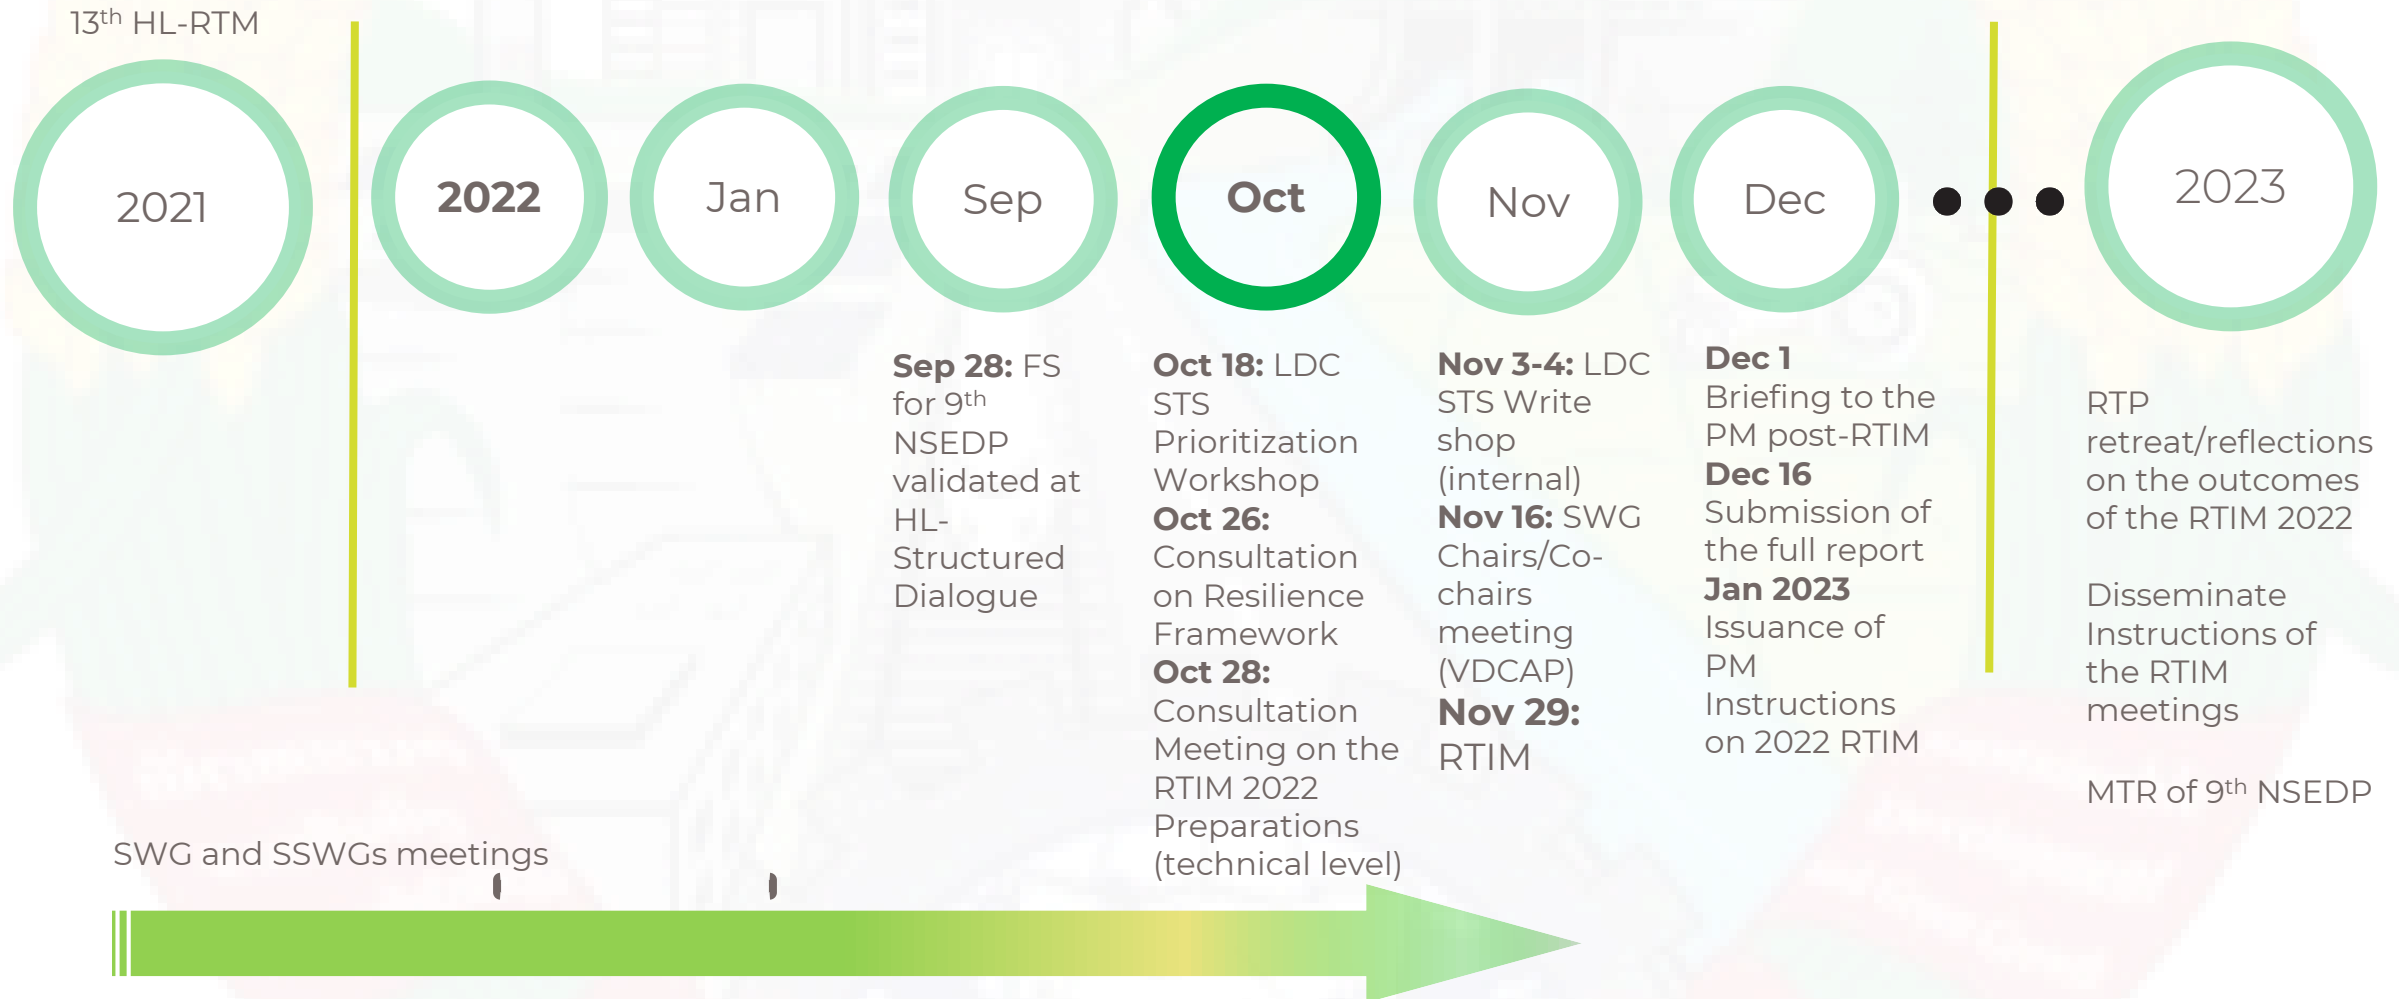 13th HL-RTM
2021
2022
Jan
Sep
Oct
Nov
Dec
2023
Sep 28: FS
for 9th
NSEDP
validated at
HL-
Structured
Dialogue
Oct 18: LDC
STS
Prioritization
Workshop
Oct 26:
Consultation
on Resilience
Framework
Oct 28:
Consultation
Meeting on the
RTIM 2022
Preparations
(technical level)
Nov 3-4: LDC
STS Write
shop
(internal)
Nov 16: SWG
Chairs/Co-
chairs
meeting
(VDCAP)
Nov 29:
RTIM
Dec 1
Briefing to the
PM post-RTIM
Dec 16
Submission of
the full report
Jan 2023
Issuance of
PM
Instructions
on 2022 RTIM
RTP
retreat/reflections
on the outcomes
of the RTIM 2022
Disseminate
Instructions of
the RTIM
meetings
MTR of 9th NSEDP
SWG and SSWGs meetings